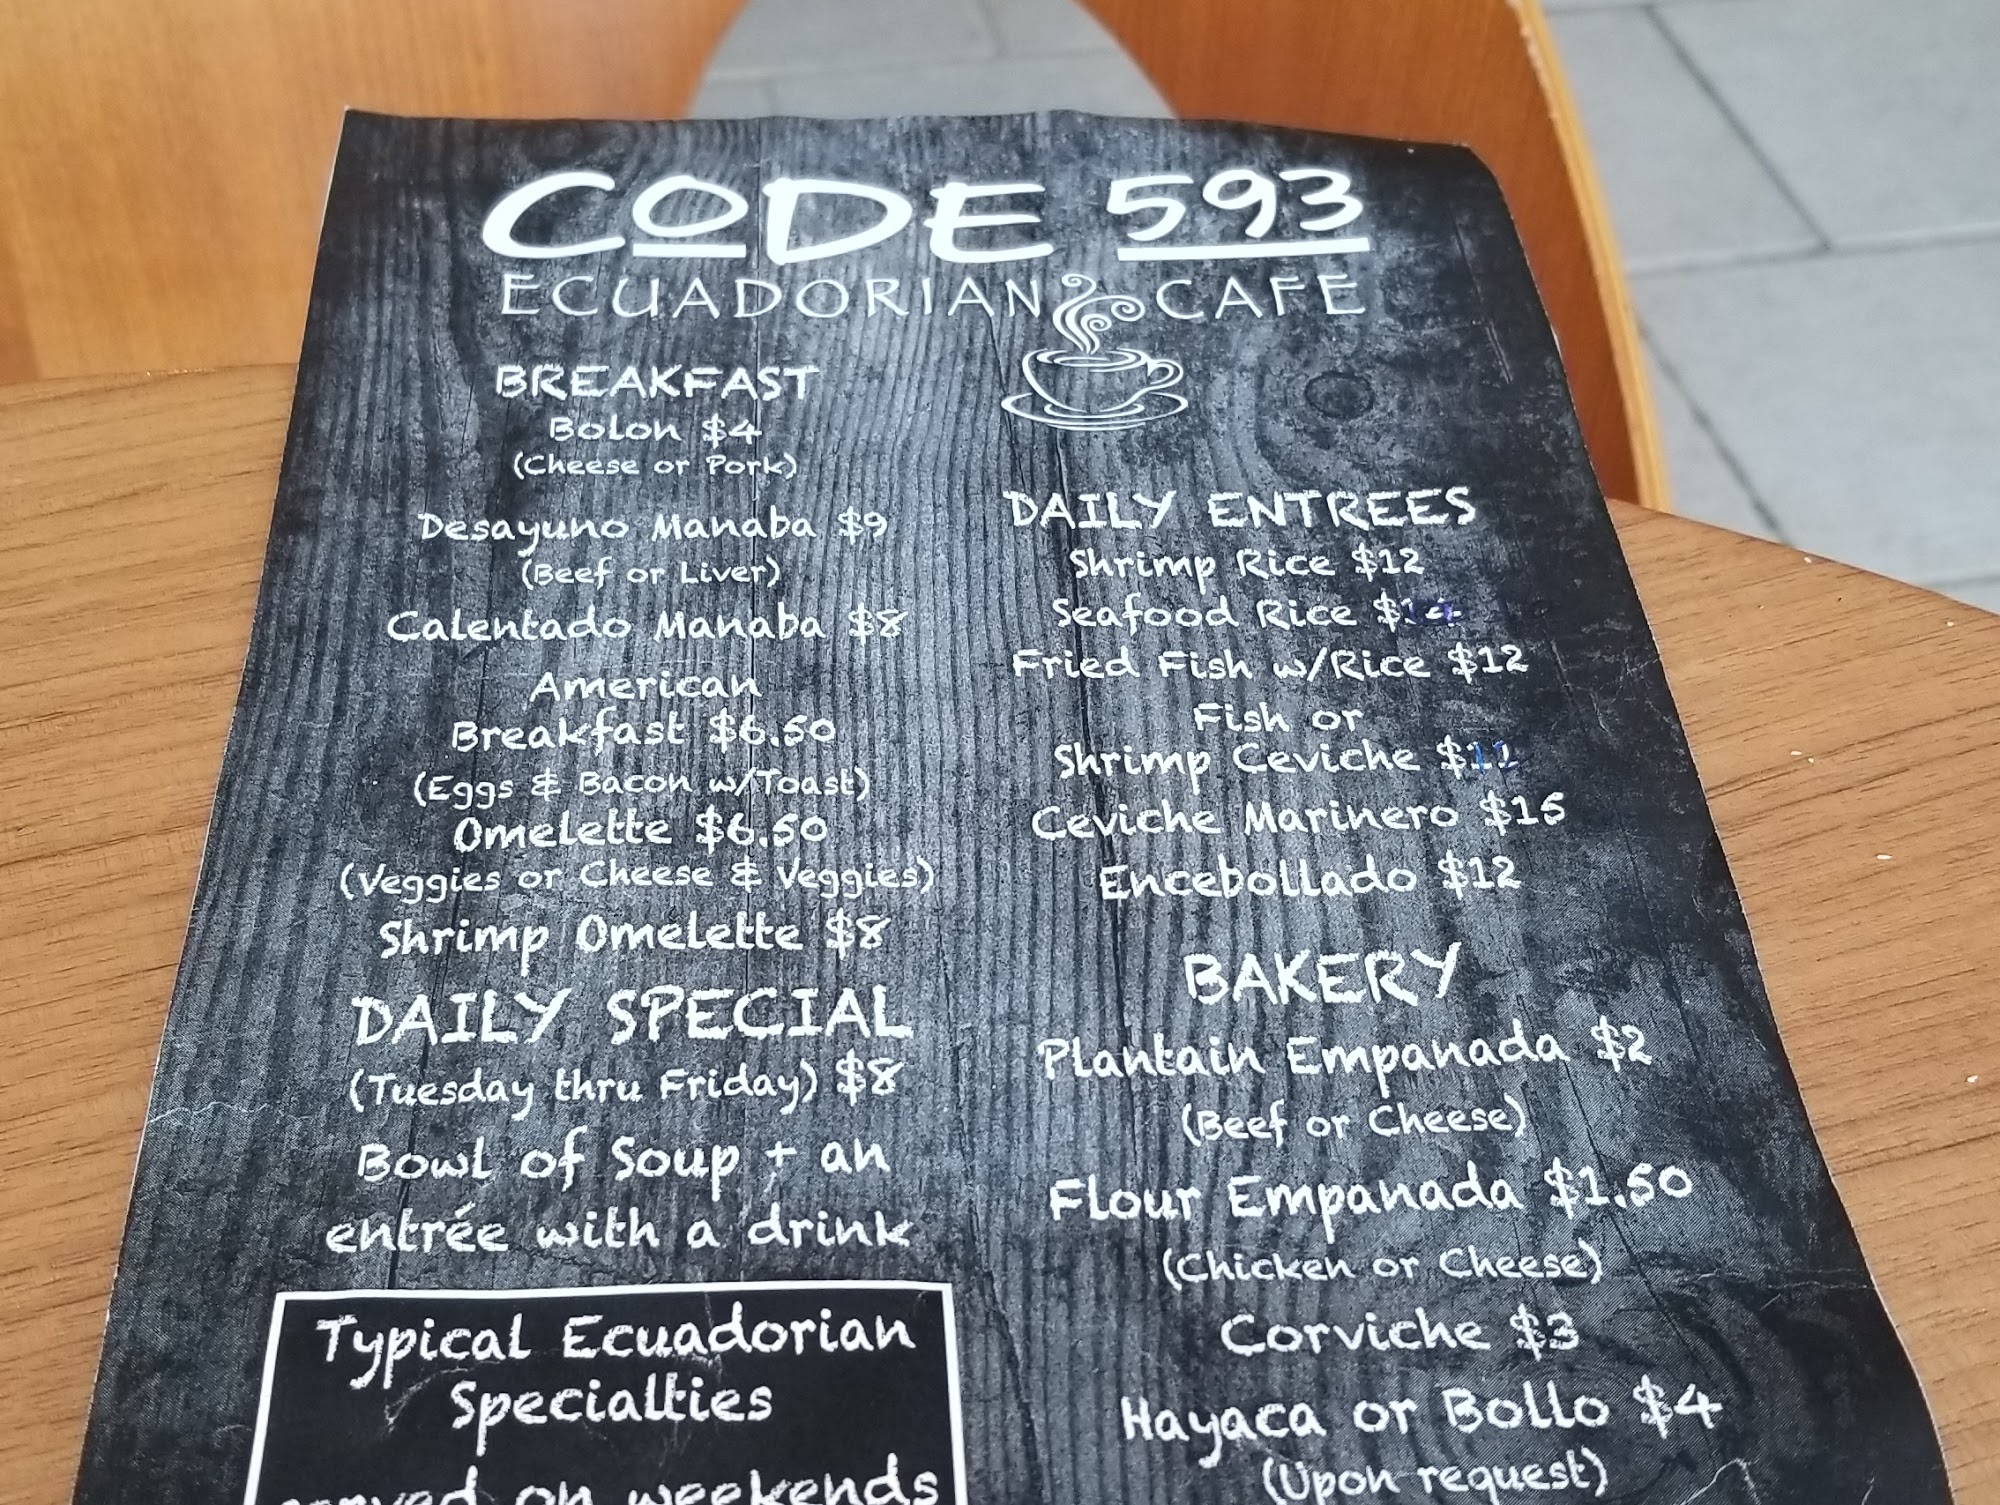 CODE 593
ECUADORIAN CAFE
BREAKFAST
Bolon $4
(Cheese or Pork)
Desayuno Manaba $9
(Beef or Liver)
Calentado Manaba $8
American
Breakfast $6.50
(Eggs & Bacon w/Toast)
Omelette $6.50
(Veggies or Cheese & Veggies)
Shrimp Omelette $8
DAILY SPECIAL
(Tuesday thru Friday) $8
Bowl of Soup + an
entrée with a drink
Typical Ecuadorian
Specialties
served on weekends
DAILY ENTREES
Shrimp Rice $12
Seafood Rice
Fried Fish w/Rice $12
Fish or
Shrimp Ceviche
Ceviche Marinero $15
Encebollado $12
BAKERY
Plantain Empanada $2
(Beef or Cheese)
Flour Empanada $1.50
(Chicken or Cheese)
Corviche $3
Hayaca or Bollo $4
(Upon request)